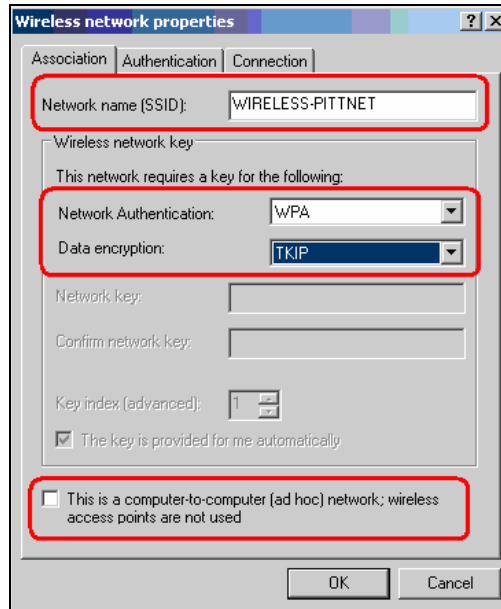 Wireless network properties
Association Authentication Connection
Network name (SSID): WIRELESS-PITTNET
Wireless network key
This network requires a key for the following:
Network Authentication: WPA
Data encryption: TKIP
Network key:
Confirm network key:
Key index (advanced): 1
The key is provided for me automatically
This is a computer-to-computer (ad hoc) network; wireless
access points are not used
OK Cancel